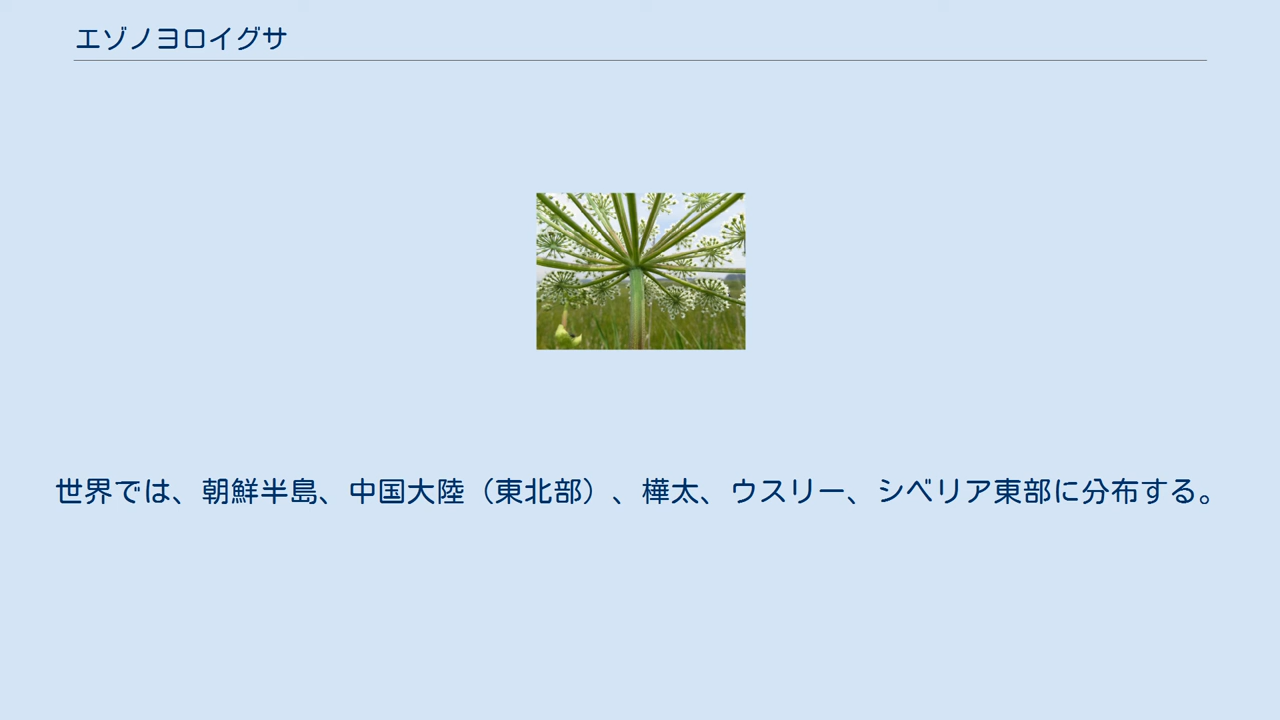 エゾノヨロイグサ
世界では、朝鮮半島、中国大陸（東北部）、樺太、ウスリー、シベリア東部に分布する。